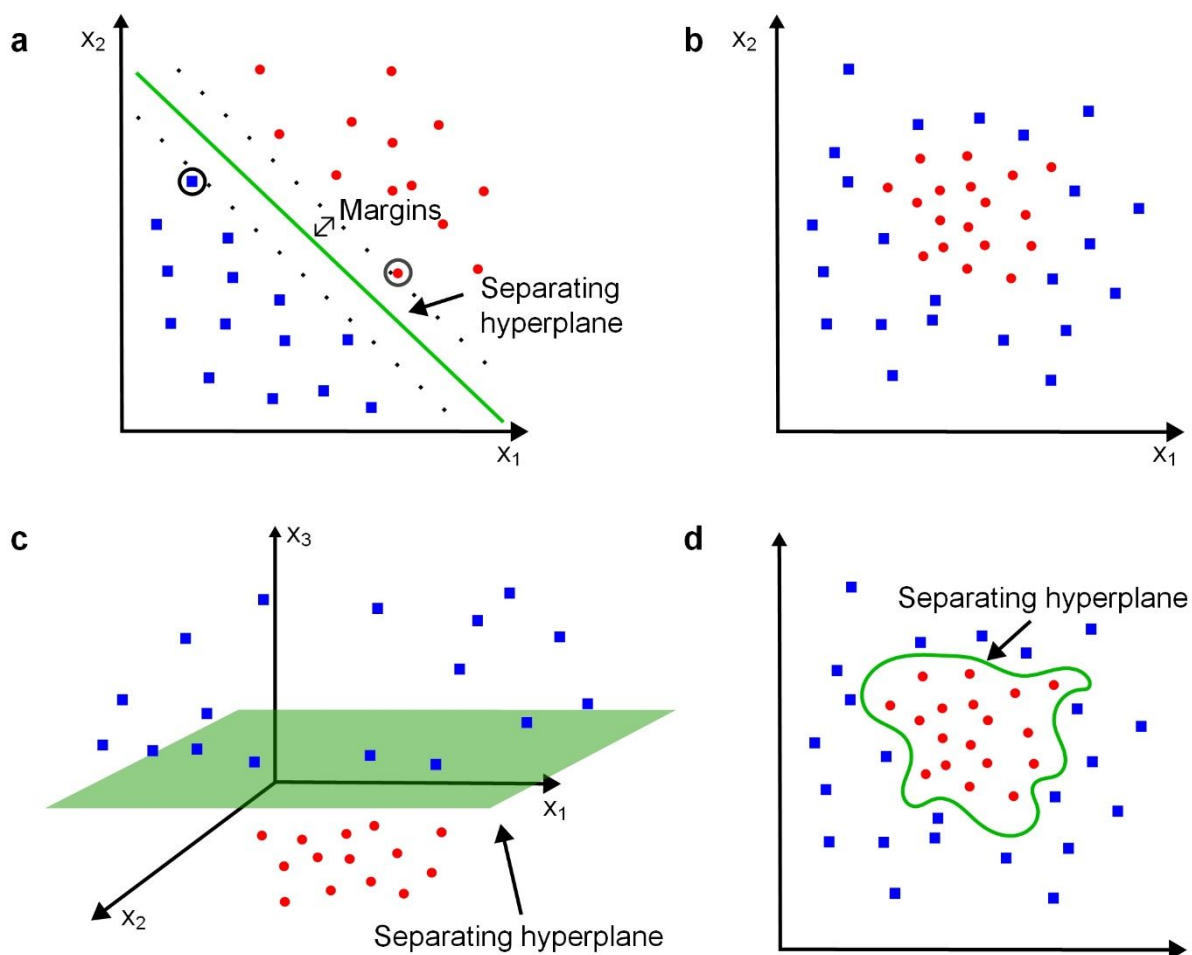 a
X₂
Margins
Separating
hyperplane
X₁
b
X₂
X₁
c
X₃
X₁
X₂
Separating hyperplane
d
Separating hyperplane